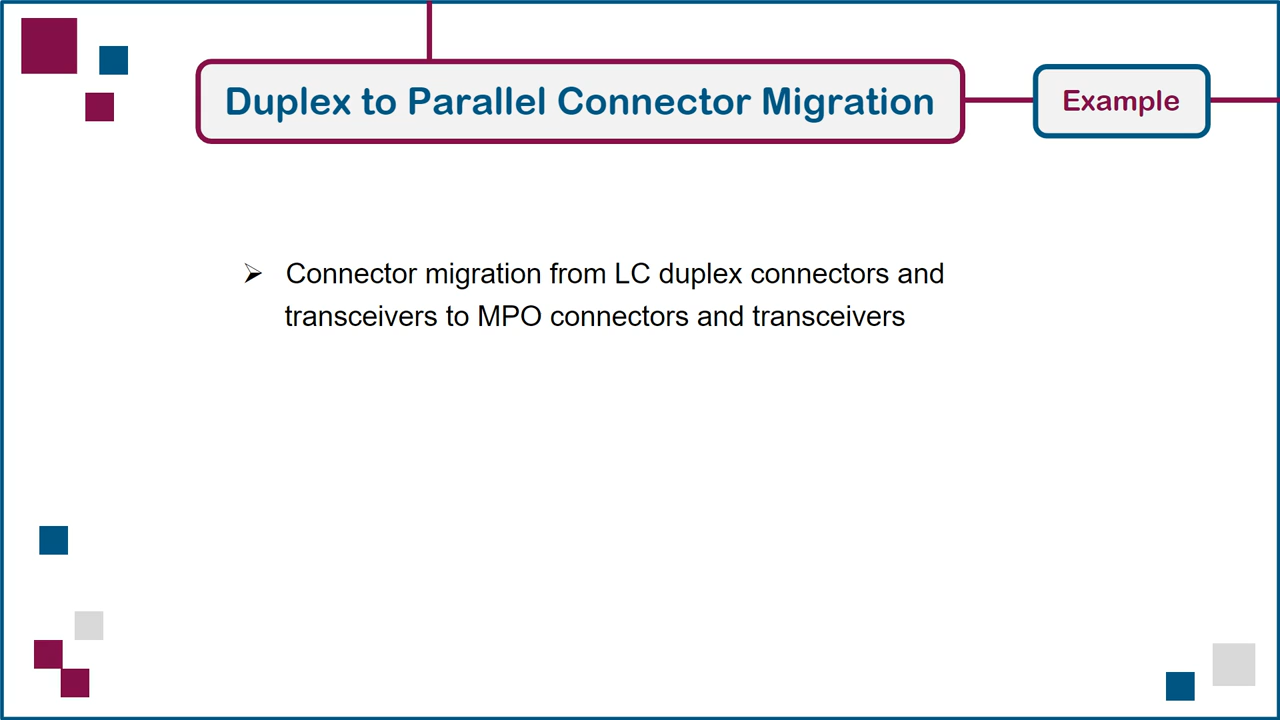 Duplex to Parallel Connector Migration
Example
➢ Connector migration from LC duplex connectors and
transceivers to MPO connectors and transceivers